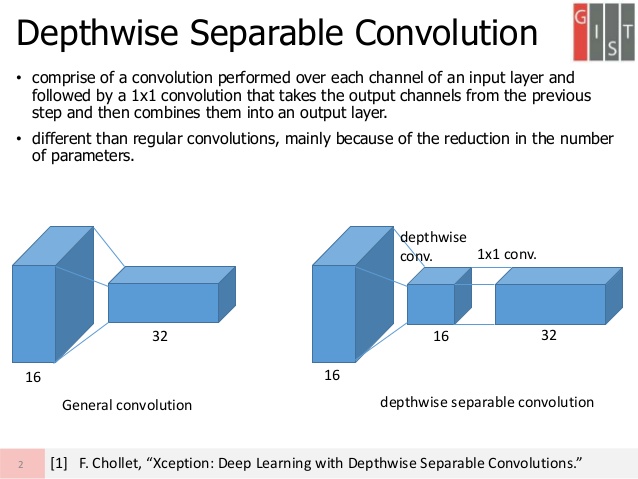 Depthwise Separable Convolution
G
I
S
T
• comprise of a convolution performed over each channel of an input layer and
followed by a 1x1 convolution that takes the output channels from the previous
step and then combines them into an output layer.
• different than regular convolutions, mainly because of the reduction in the number
of parameters.
depthwise
conv.
1x1 conv.
32
16
32
16
16
General convolution
depthwise separable convolution
2
[1] F. Chollet, “Xception: Deep Learning with Depthwise Separable Convolutions.”